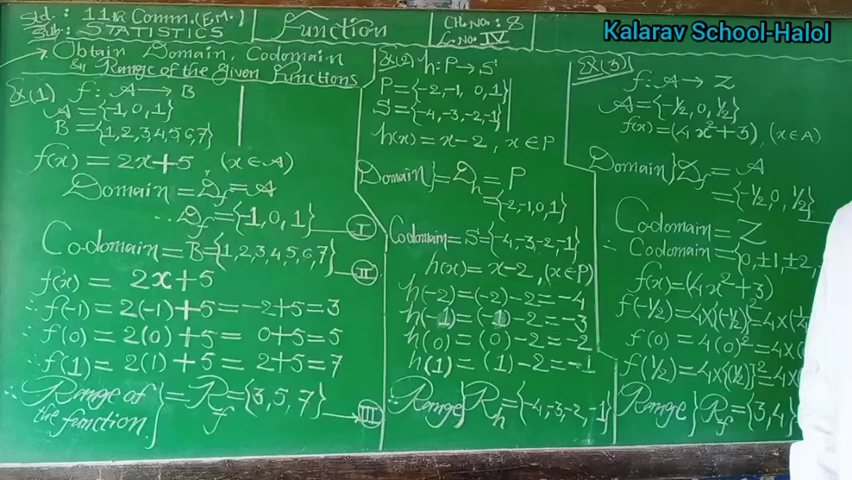 Std. : 11th Comm. (E.M.)
Sub. : STATISTICS
Function
CH. No. : 8
L. No. IV
Kalarav School-Halol
→ Obtain Domain, Codomain
& Range of the given functions
Ex(1) f: A → B
A = {-1, 0, 1}
B = {1, 2, 3, 4, 5, 6, 7}
f(x) = 2x+5, (x ∈ A)
Domain = D_f = A
∴ D_f = {-1, 0, 1} — I
Codomain = B = {1, 2, 3, 4, 5, 6, 7} — II
f(x) = 2x+5
∴ f(-1) = 2(-1)+5 = -2+5 = 3
∴ f(0) = 2(0)+5 = 0+5 = 5
f(1) = 2(1)+5 = 2+5 = 7
∴ Range of
the function} = R_f = {3, 5, 7} → III
Ex(2) h: P → S
P = {-2, -1, 0, 1}
S = {-4, -3, -2, -1}
h(x) = x-2, x ∈ P
Domain} = D_h = P
= {-2, -1, 0, 1}
Codomain = S = {-4, -3, -2, -1}
h(x) = x-2, (x ∈ P)
h(-2) = (-2)-2 = -4
h(-1) = (-1)-2 = -3
h(0) = (0)-2 = -2
h(1) = (1)-2 = -1
∴ Range} R_h = {-4, -3, -2, -1}
Ex(3)
f: A → Z
A = {-1/2, 0, 1/2}
f(x) = (4x²+3), (x ∈ A)
Domain} D_f = A
= {-1/2, 0, 1/2}
Codomain = Z
∴ Codomain = {0, ±1, ±2,
f(x) = (4x²+3)
f(-1/2) = 4×(-1/2)² = 4×(
f(0) = 4(0)² = 4×(
f(1/2) = 4×(1/2)² = 4×
Range} R_f = {3, 4}